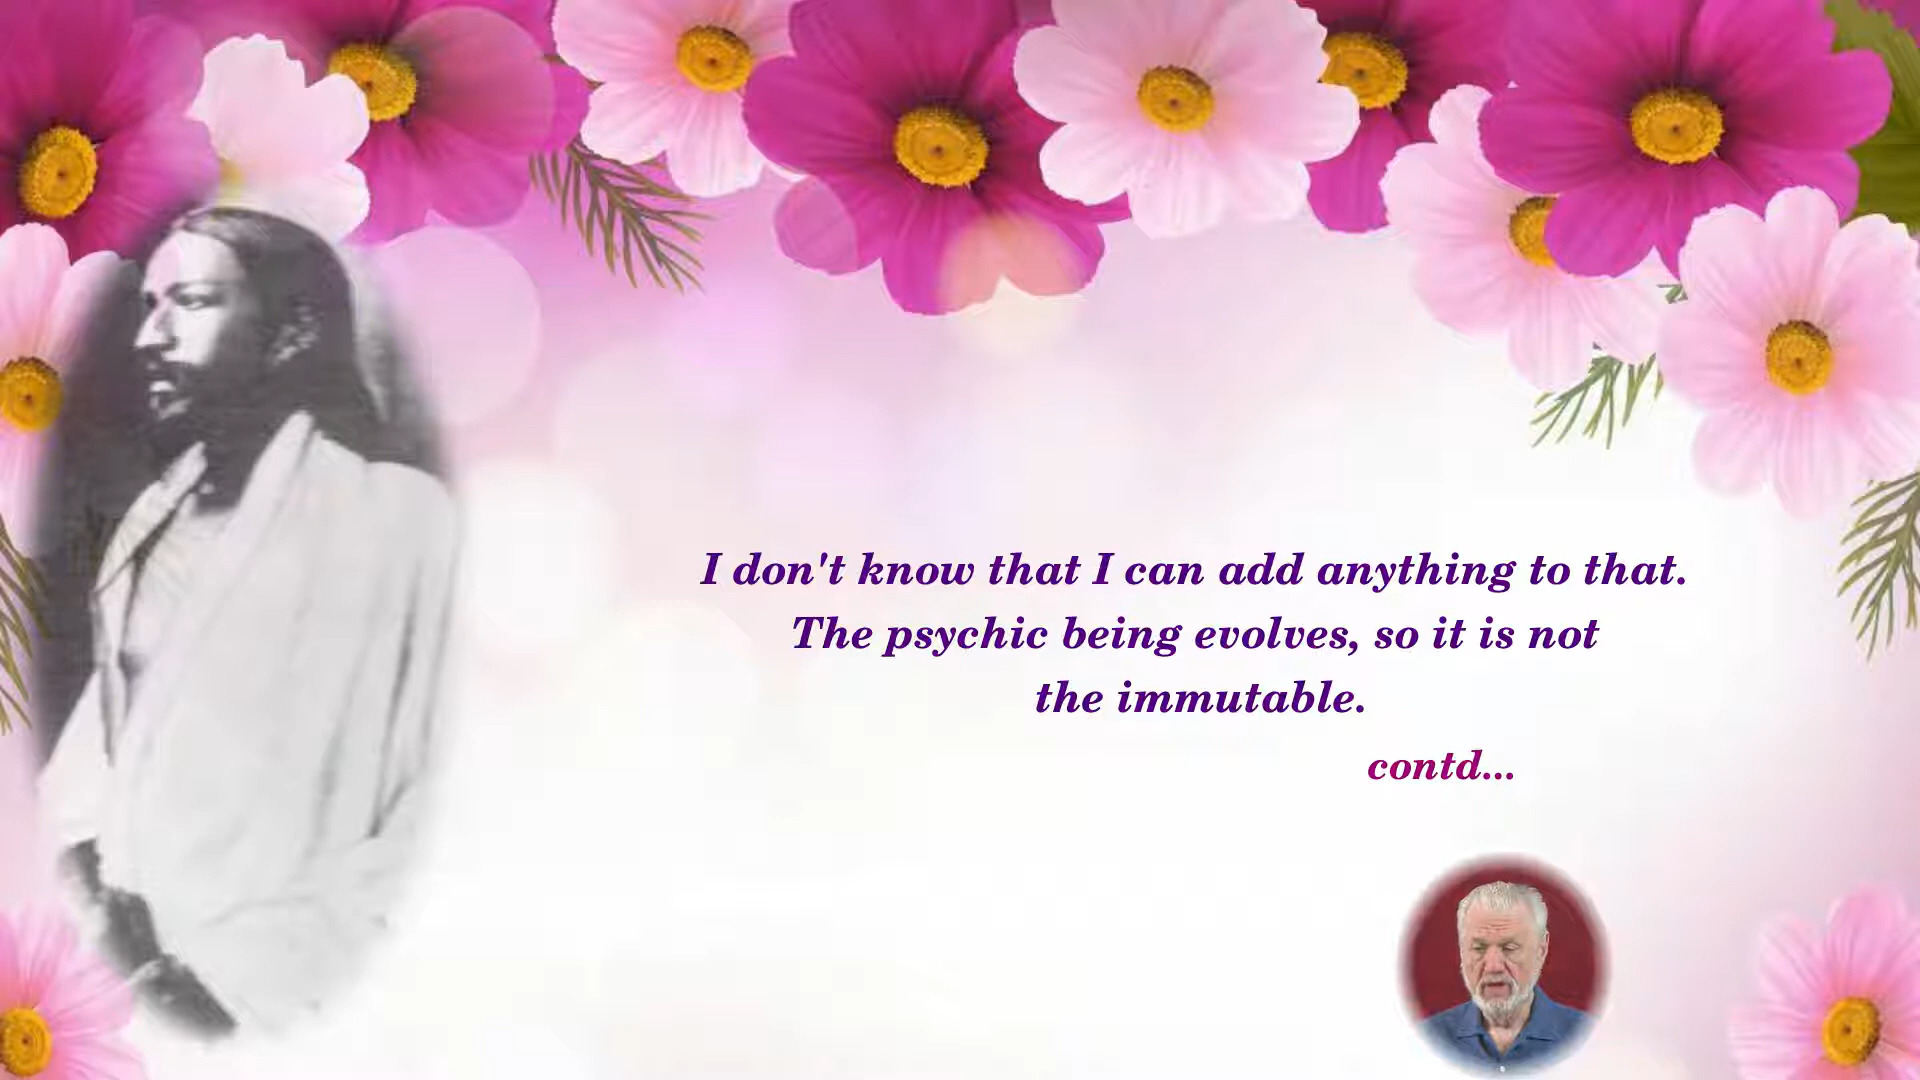 I don't know that I can add anything to that.
The psychic being evolves, so it is not
the immutable.
contd...